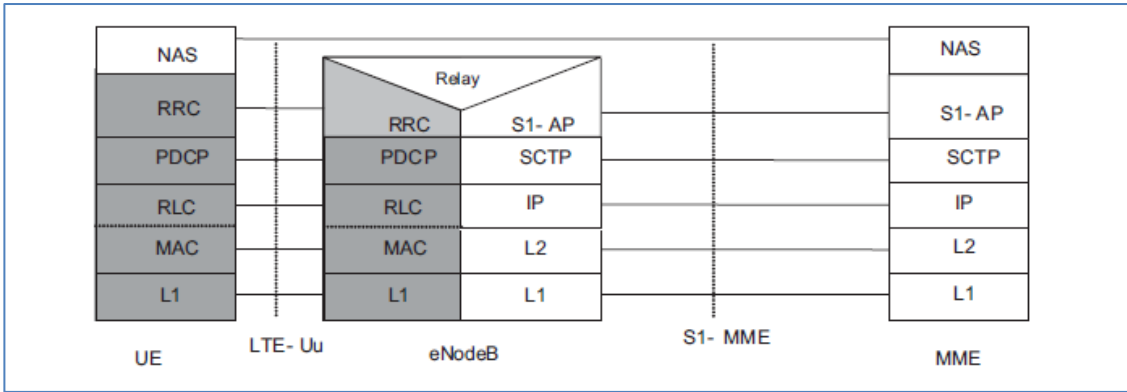 NAS NAS
Relay
RRC RRC S1- AP S1- AP
PDCP PDCP SCTP SCTP
RLC RLC IP IP
MAC MAC L2 L2
L1 L1 L1 L1
UE LTE- Uu eNodeB S1- MME MME